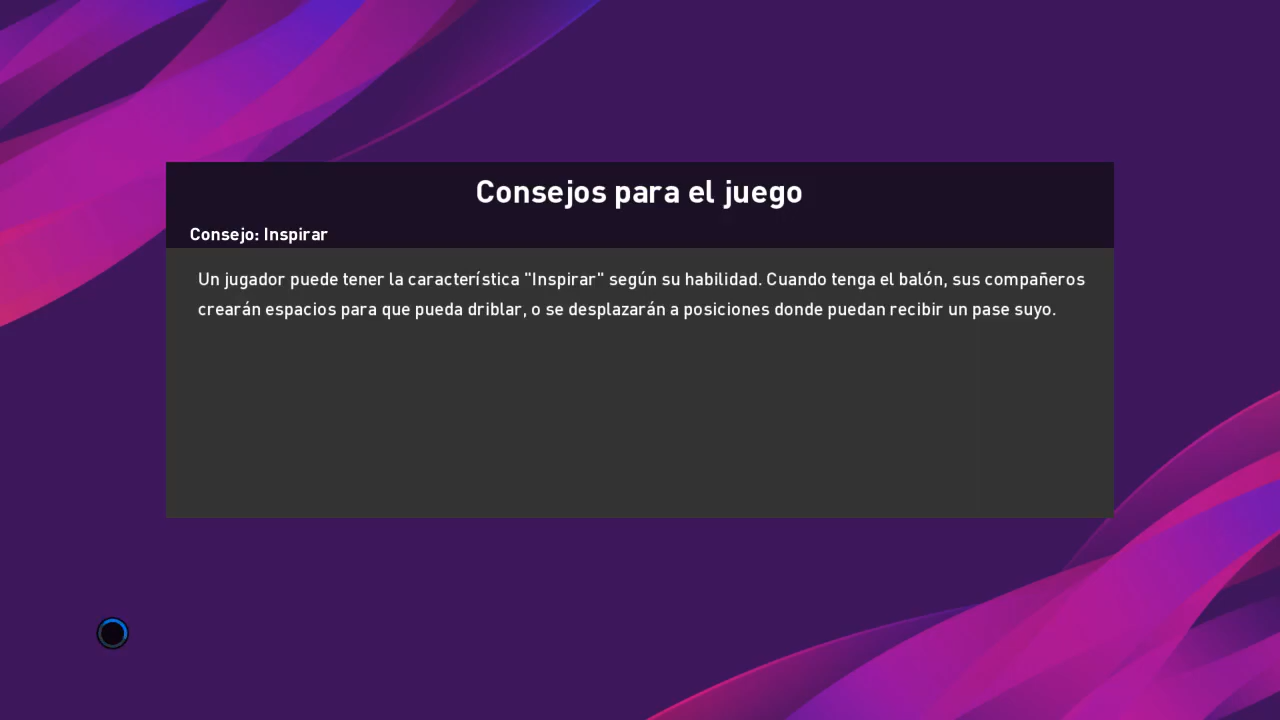 Consejos para el juego
Consejo: Inspirar
Un jugador puede tener la característica "Inspirar" según su habilidad. Cuando tenga el balón, sus compañeros
crearán espacios para que pueda driblar, o se desplazarán a posiciones donde puedan recibir un pase suyo.